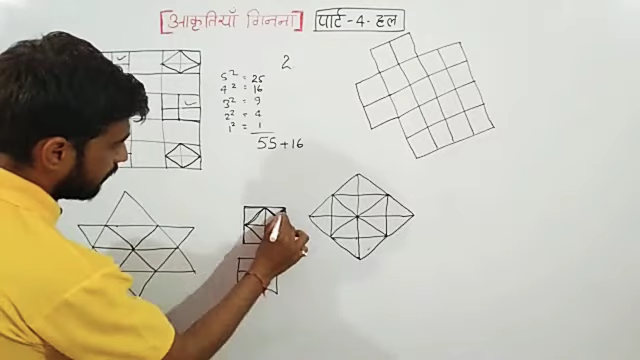 [आकृतियाँ गिनना] पार्ट-4-हल
2
5² = 25
4² = 16
3² = 9
2² = 4
1² = 1
55+16